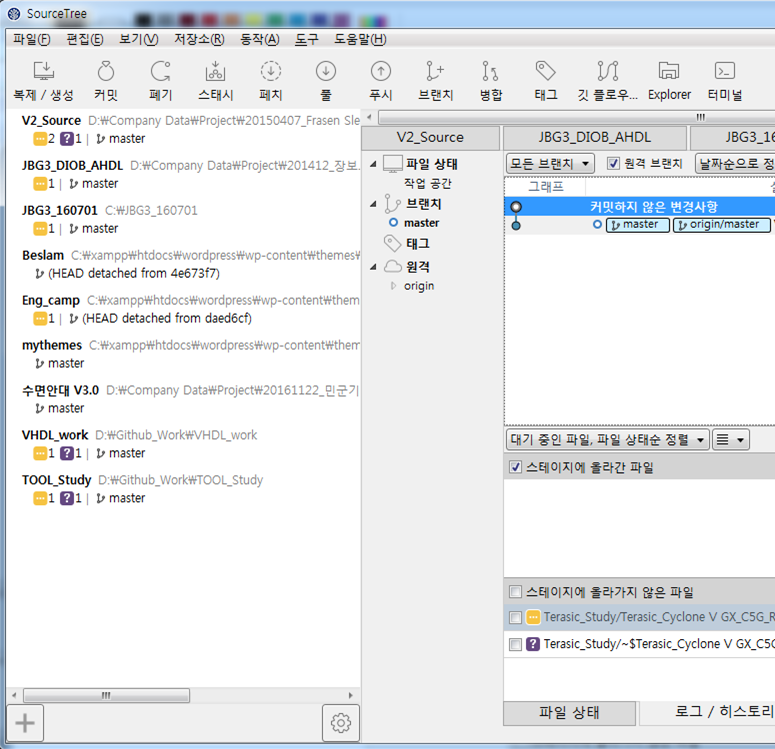 SourceTree
파일(F) 편집(E) 보기(V) 저장소(R) 동작(A) 도구 도움말(H)
복제 / 생성 커밋 폐기 스태시 페치 풀 푸시 브랜치 병합 태그 깃 플로우... Explorer 터미널
V2_Source D:₩Company Data₩Project₩20150407_Frasen Sle
2 ? 1 | master
JBG3_DIOB_AHDL D:₩Company Data₩Project₩201412_장보
1 | master
JBG3_160701 C:₩JBG3_160701
1 | master
Beslam C:₩xampp₩htdocs₩wordpress₩wp-content₩themes₩
(HEAD detached from 4e673f7)
Eng_camp C:₩xampp₩htdocs₩wordpress₩wp-content₩them
1 | (HEAD detached from daed6cf)
mythemes C:₩xampp₩htdocs₩wordpress₩wp-content₩them
master
수면안대 V3.0 D:₩Company Data₩Project₩20161122_민군기
master
VHDL_work D:₩Github_Work₩VHDL_work
1 ? 1 | master
TOOL_Study D:₩Github_Work₩TOOL_Study
1 ? 1 | master
V2_Source JBG3_DIOB_AHDL JBG3_16
파일 상태
작업 공간
브랜치
master
태그
원격
origin
모든 브랜치 원격 브랜치 날짜순으로 정
그래프
커밋하지 않은 변경사항
master origin/master
대기 중인 파일, 파일 상태순 정렬
스테이지에 올라간 파일
스테이지에 올라가지 않은 파일
Terasic_Study/Terasic_Cyclone V GX_C5G_R
? Terasic_Study/~$Terasic_Cyclone V GX_C5G
파일 상태 로그 / 히스토리